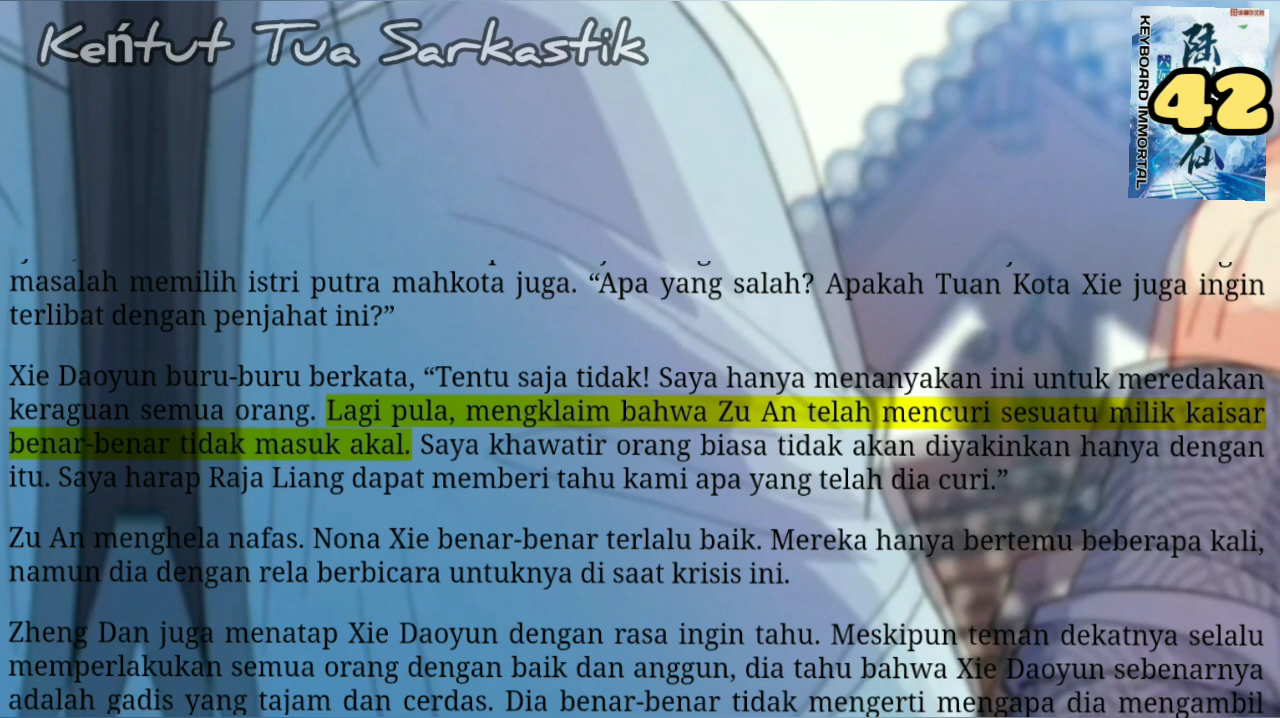 Keńtut Tua Sarkastik
KEYBOARD IMMORTAL
42
masalah memilih istri putra mahkota juga. “Apa yang salah? Apakah Tuan Kota Xie juga ingin
terlibat dengan penjahat ini?”
Xie Daoyun buru-buru berkata, “Tentu saja tidak! Saya hanya menanyakan ini untuk meredakan
keraguan semua orang. Lagi pula, mengklaim bahwa Zu An telah mencuri sesuatu milik kaisar
benar-benar tidak masuk akal. Saya khawatir orang biasa tidak akan diyakinkan hanya dengan
itu. Saya harap Raja Liang dapat memberi tahu kami apa yang telah dia curi.”
Zu An menghela nafas. Nona Xie benar-benar terlalu baik. Mereka hanya bertemu beberapa kali,
namun dia dengan rela berbicara untuknya di saat krisis ini.
Zheng Dan juga menatap Xie Daoyun dengan rasa ingin tahu. Meskipun teman dekatnya selalu
memperlakukan semua orang dengan baik dan anggun, dia tahu bahwa Xie Daoyun sebenarnya
adalah gadis yang tajam dan cerdas. Dia benar-benar tidak mengerti mengapa dia mengambil